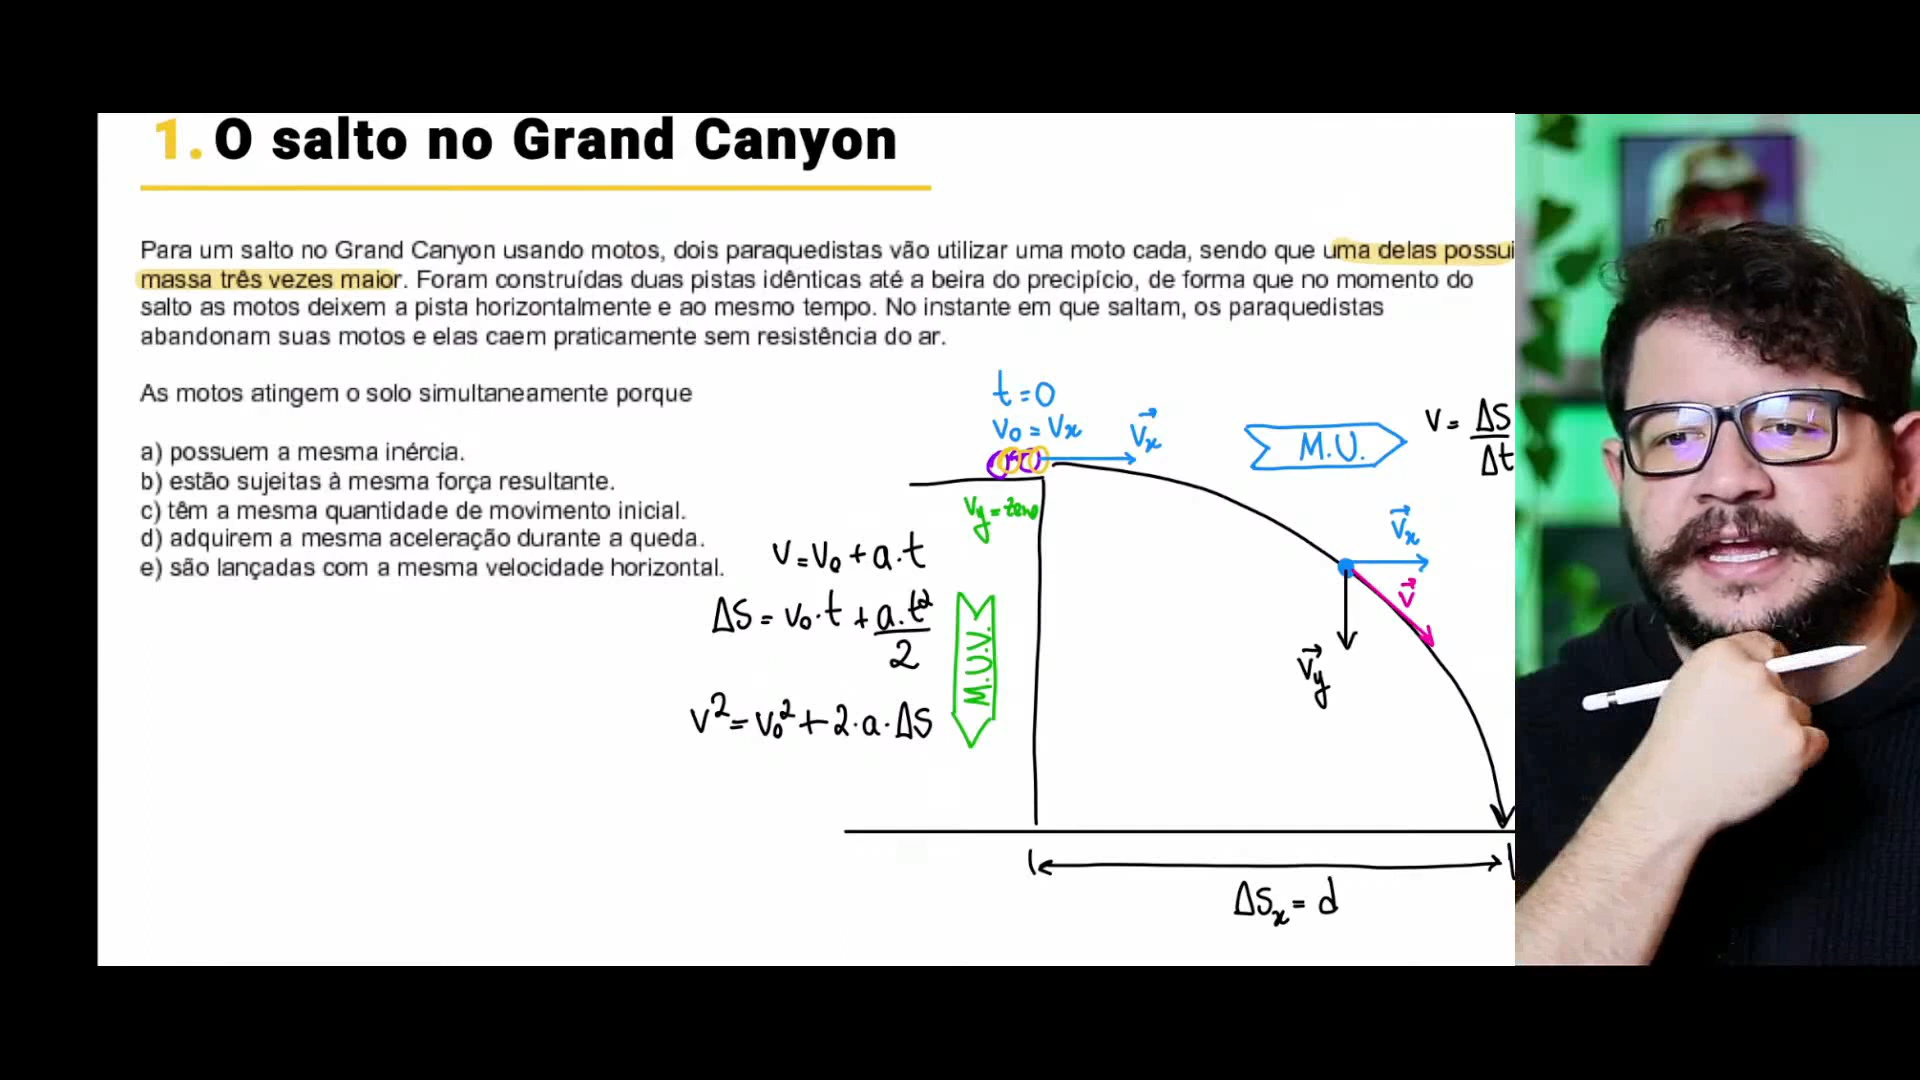 1. O salto no Grand Canyon
Para um salto no Grand Canyon usando motos, dois paraquedistas vão utilizar uma moto cada, sendo que uma delas possui
massa três vezes maior. Foram construídas duas pistas idênticas até a beira do precipício, de forma que no momento do
salto as motos deixem a pista horizontalmente e ao mesmo tempo. No instante em que saltam, os paraquedistas
abandonam suas motos e elas caem praticamente sem resistência do ar.
As motos atingem o solo simultaneamente porque
a) possuem a mesma inércia.
b) estão sujeitas à mesma força resultante.
c) têm a mesma quantidade de movimento inicial.
d) adquirem a mesma aceleração durante a queda.
e) são lançadas com a mesma velocidade horizontal.
t = 0
v₀ = vₓ
v⃗ₓ
M.U.
v = ΔS/Δt
vy = zero
v = v₀ + a.t
ΔS = v₀.t + a.t²/2
v² = v₀² + 2.a.ΔS
M.U.V.
v⃗ₓ
v⃗
v⃗y
ΔSₓ = d